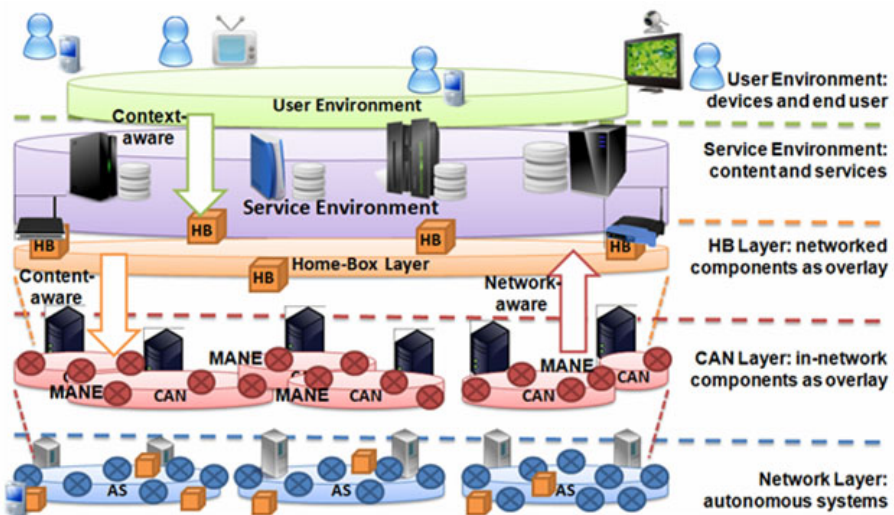 User Environment
User Environment:
devices and end user
Context-
aware
Service Environment:
content and services
Service Environment
HB
HB
HB
HB
HB
HB Layer: networked
components as overlay
Home-Box Layer
Content-
aware
Network-
aware
MANE
MANE
MANE
MANE
CAN
CAN
CAN
CAN
CAN Layer: in-network
components as overlay
AS
AS
AS
Network Layer:
autonomous systems